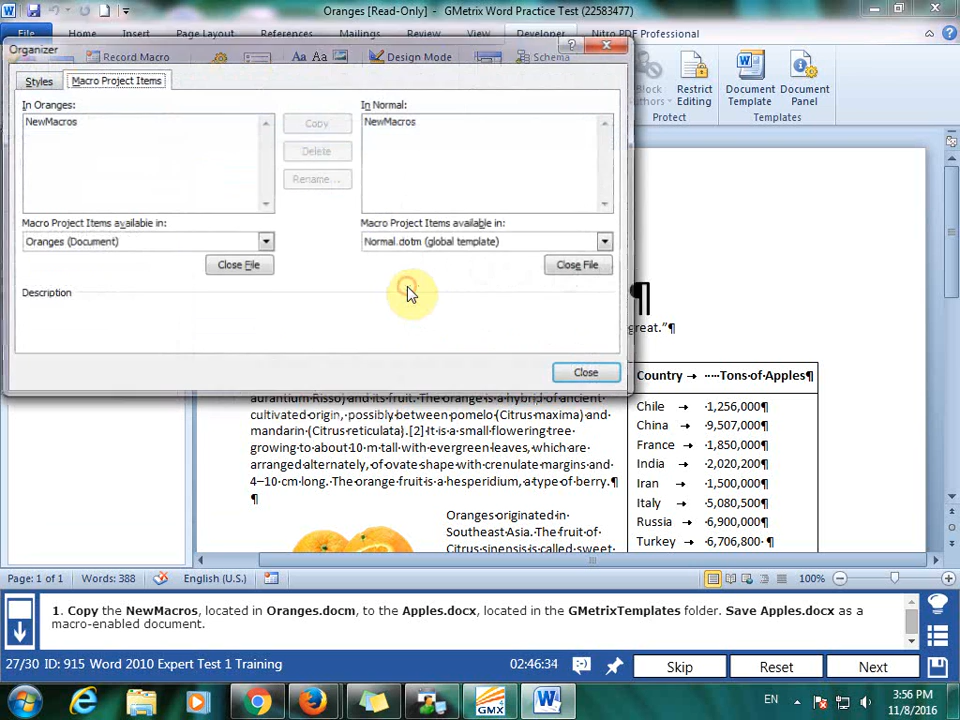 Oranges [Read-Only] - GMetrix Word Practice Test (22583477)
File Home Insert Page Layout References Mailings Review View Developer Nitro PDF Professional
Organizer
Record Macro Aa Aa Design Mode Schema
Block Authors Restrict Editing Document Template Document Panel
Protect Templates
Styles Macro Project Items
In Oranges: In Normal:
NewMacros Copy NewMacros
Delete
Rename...
Macro Project Items available in: Macro Project Items available in:
Oranges (Document) Normal.dotm (global template)
Close File Close File
Description
Close
great."¶
Country → ····Tons·of·Apples¶
aurantium Risso) and its fruit. The orange is a hybrid of ancient
cultivated·origin,·possibly·between·pomelo·(Citrus·maxima)·and·
mandarin·(Citrus·reticulata).[2]·It·is·a·small·flowering·tree·
growing·to·about·10·m·tall·with·evergreen·leaves,·which·are·
arranged·alternately,·of·ovate·shape·with·crenulate·margins·and·
4–10·cm·long.·The·orange·fruit·is·a·hesperidium,·a·type·of·berry.¶
¶
Chile → ·1,256,000¶
China → ·9,507,000¶
France → ·1,850,000¶
India → ·2,020,200¶
Iran → ·1,500,000¶
Italy → ·5,080,500¶
Russia → ·6,900,000¶
Turkey → ·6,706,800·¶
Oranges·originated·in·
Southeast·Asia.·The·fruit·of·
Citrus·sinensis·is·called·sweet·
Page: 1 of 1 Words: 388 English (U.S.) 100%
1. Copy the NewMacros, located in Oranges.docm, to the Apples.docx, located in the GMetrixTemplates folder. Save Apples.docx as a
macro-enabled document.
27/30 ID: 915 Word 2010 Expert Test 1 Training 02:46:34 Skip Reset Next
GMX EN 3:56 PM
11/8/2016